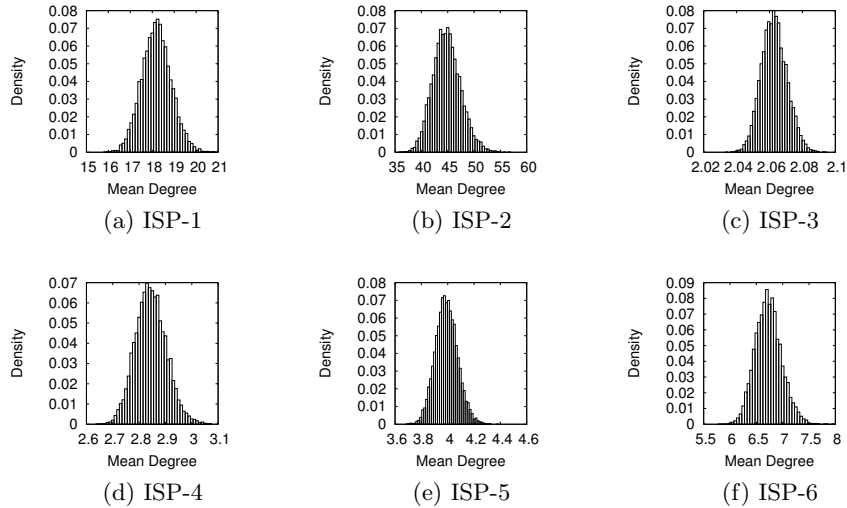 0.08
0.07
0.06
0.05
0.04
0.03
0.02
0.01
0
Density
15 16 17 18 19 20 21
Mean Degree
(a) ISP-1
0.08
0.07
0.06
0.05
0.04
0.03
0.02
0.01
0
Density
35 40 45 50 55 60
Mean Degree
(b) ISP-2
0.08
0.07
0.06
0.05
0.04
0.03
0.02
0.01
0
Density
2.02 2.04 2.06 2.08 2.1
Mean Degree
(c) ISP-3
0.07
0.06
0.05
0.04
0.03
0.02
0.01
0
Density
2.6 2.7 2.8 2.9 3 3.1
Mean Degree
(d) ISP-4
0.08
0.07
0.06
0.05
0.04
0.03
0.02
0.01
0
Density
3.6 3.8 4 4.2 4.4 4.6
Mean Degree
(e) ISP-5
0.09
0.08
0.07
0.06
0.05
0.04
0.03
0.02
0.01
0
Density
5.5 6 6.5 7 7.5 8
Mean Degree
(f) ISP-6